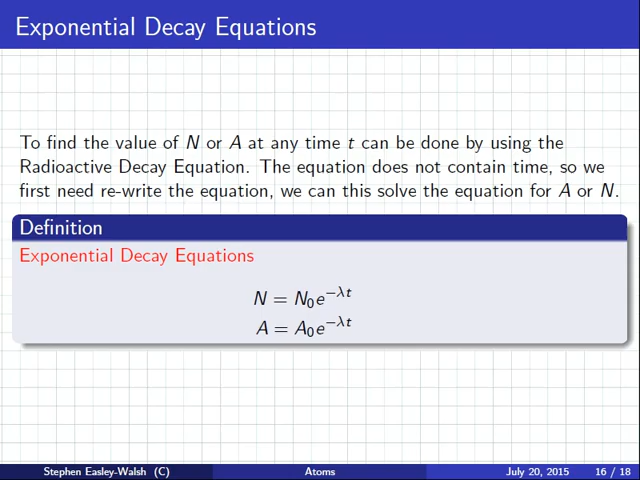 Exponential Decay Equations
To find the value of N or A at any time t can be done by using the
Radioactive Decay Equation. The equation does not contain time, so we
first need re-write the equation, we can this solve the equation for A or N.
Definition
Exponential Decay Equations
N = N₀e^{−λt}
A = A₀e^{−λt}
Stephen Easley-Walsh (C) Atoms July 20, 2015 16 / 18